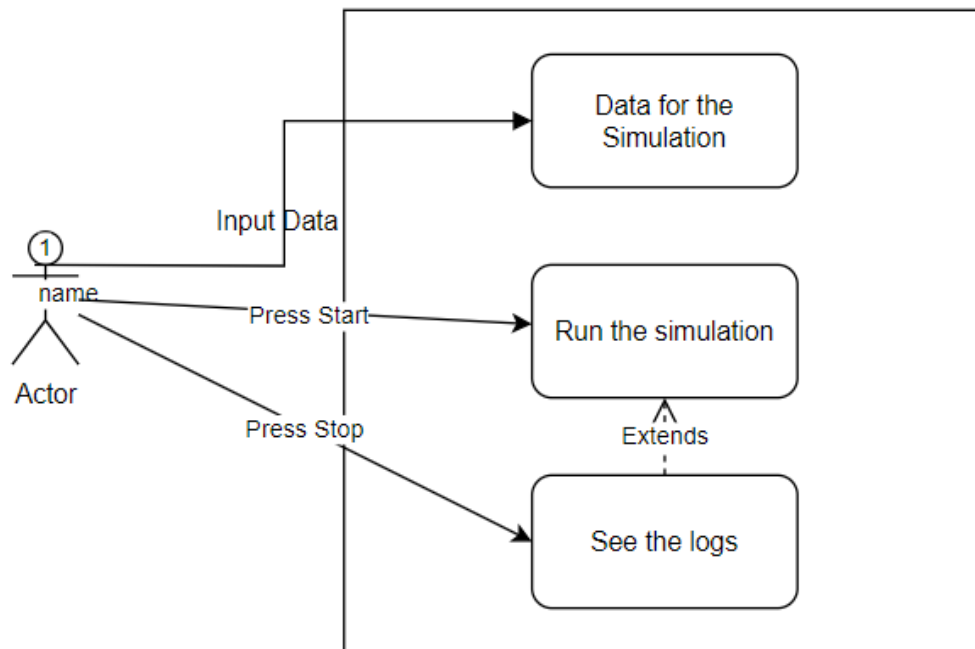 Data for the
Simulation
Input Data
1
name
Press Start
Run the simulation
Actor
Press Stop
Extends
See the logs